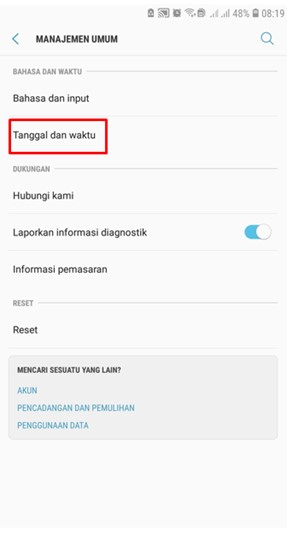 48% 08:19
MANAJEMEN UMUM
BAHASA DAN WAKTU
Bahasa dan input
Tanggal dan waktu
DUKUNGAN
Hubungi kami
Laporkan informasi diagnostik
Informasi pemasaran
RESET
Reset
MENCARI SESUATU YANG LAIN?
AKUN
PENCADANGAN DAN PEMULIHAN
PENGGUNAAN DATA